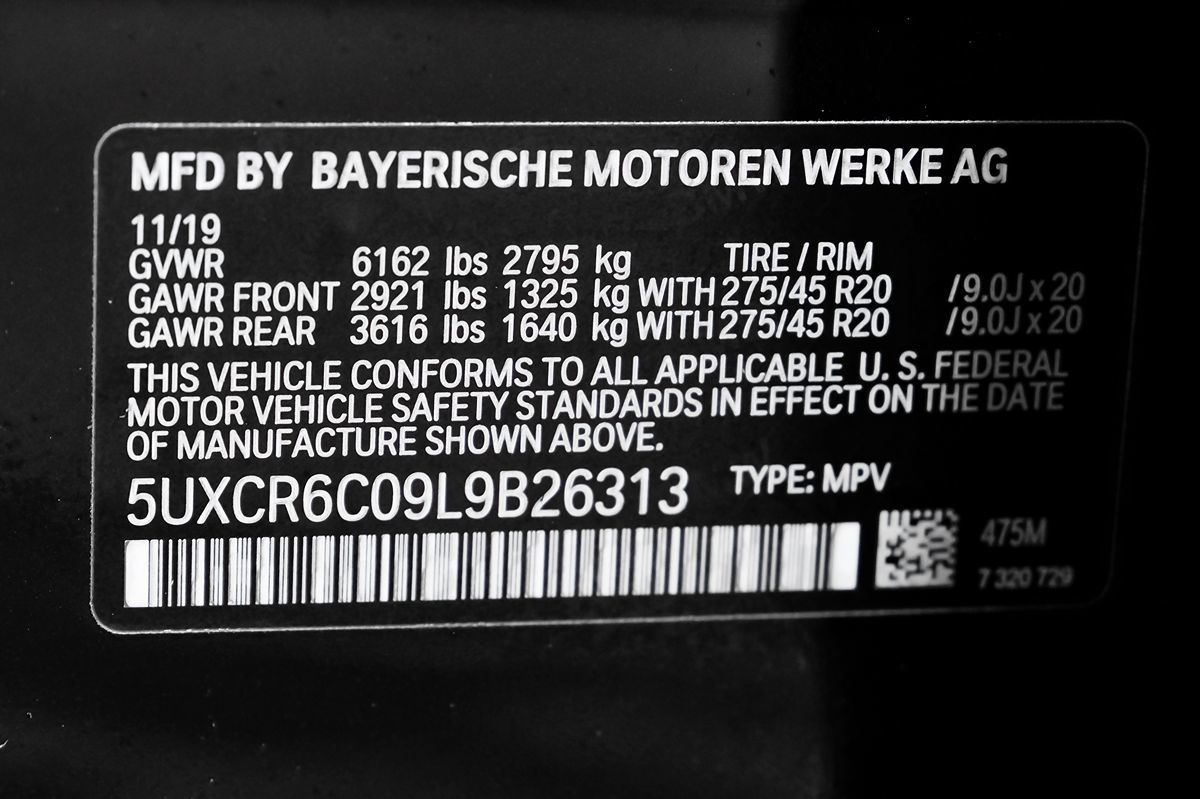 MFD BY BAYERISCHE MOTOREN WERKE AG
11/19
GVWR 6162 lbs 2795 kg TIRE / RIM
GAWR FRONT 2921 lbs 1325 kg WITH 275/45 R20 /9.0J x 20
GAWR REAR 3616 lbs 1640 kg WITH 275/45 R20 /9.0J x 20
THIS VEHICLE CONFORMS TO ALL APPLICABLE U. S. FEDERAL
MOTOR VEHICLE SAFETY STANDARDS IN EFFECT ON THE DATE
OF MANUFACTURE SHOWN ABOVE.
5UXCR6C09L9B26313 TYPE: MPV
475M
7 320 729